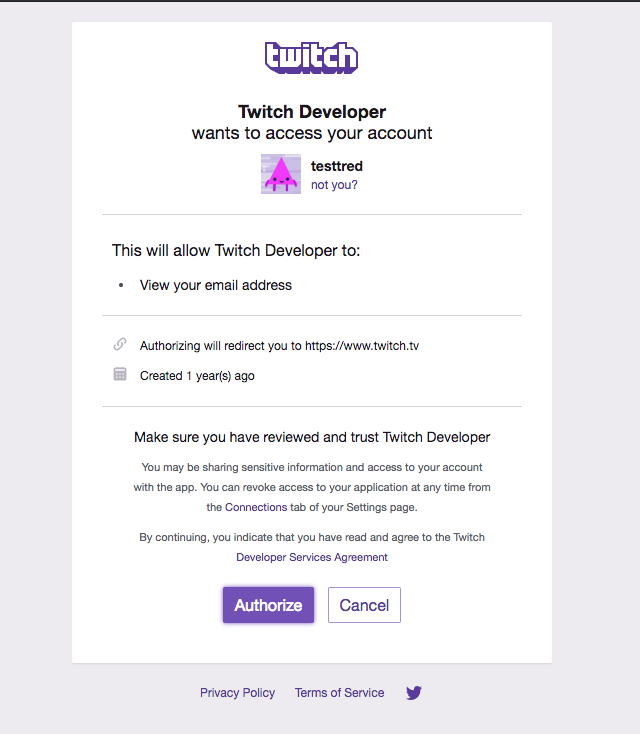 twitch
Twitch Developer
wants to access your account
testtred
not you?
This will allow Twitch Developer to:
• View your email address
Authorizing will redirect you to https://www.twitch.tv
Created 1 year(s) ago
Make sure you have reviewed and trust Twitch Developer
You may be sharing sensitive information and access to your account
with the app. You can revoke access to your application at any time from
the Connections tab of your Settings page.
By continuing, you indicate that you have read and agree to the Twitch
Developer Services Agreement
Authorize Cancel
Privacy Policy Terms of Service